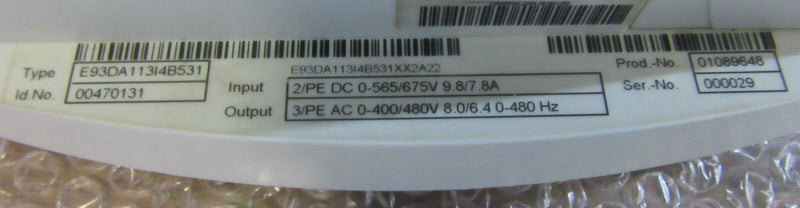 Type E93DA113I4B531 E93DA113I4B531XX2A22 Prod.-No. 01089648
Id.No. 00470131 Input 2/PE DC 0-565/675V 9.8/7.8A Ser.-No. 000029
Output 3/PE AC 0-400/480V 8.0/6.4 0-480 Hz